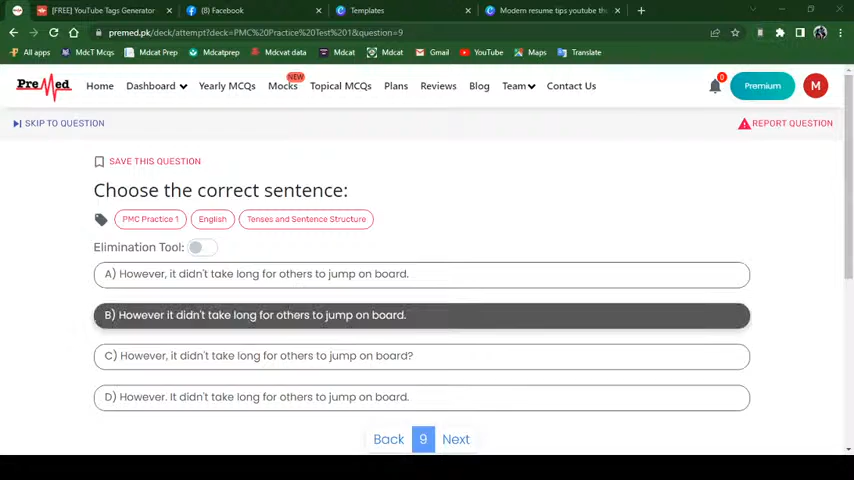 [FREE] YouTube Tags Generator
(8) Facebook
Templates
Modern resume tips youtube th
premed.pk/deck/attempt?deck=PMC%20Practice%20Test%201&question=9
All apps
MdcT Mcqs
Mdcat Prep
Mdcatprep
Mdcvat data
Mdcat
Mdcat
Gmail
YouTube
Maps
Translate
PreMed
Home
Dashboard
Yearly MCQs
Mocks
NEW
Topical MCQs
Plans
Reviews
Blog
Team
Contact Us
0
Premium
M
SKIP TO QUESTION
REPORT QUESTION
SAVE THIS QUESTION
Choose the correct sentence:
PMC Practice 1
English
Tenses and Sentence Structure
Elimination Tool:
A) However, it didn't take long for others to jump on board.
B) However it didn't take long for others to jump on board.
C) However, it didn't take long for others to jump on board?
D) However. It didn't take long for others to jump on board.
Back
9
Next